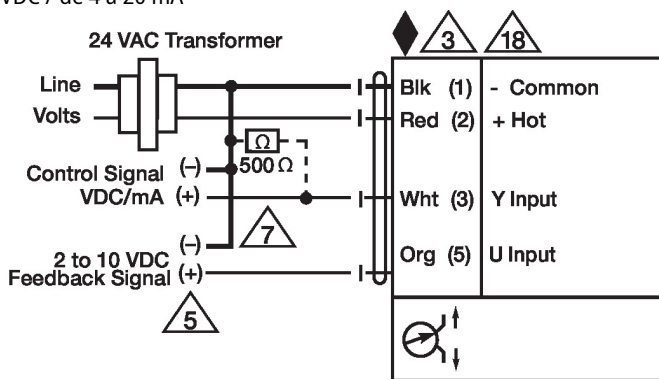 VDC / de 4 à 20 mA
24 VAC Transformer
3
18
Line
Volts
Blk (1) - Common
Red (2) + Hot
Ω
500 Ω
Control Signal (-)
VDC/mA (+)
Wht (3) Y Input
7
(-)
2 to 10 VDC
Feedback Signal (+)
Org (5) U Input
5